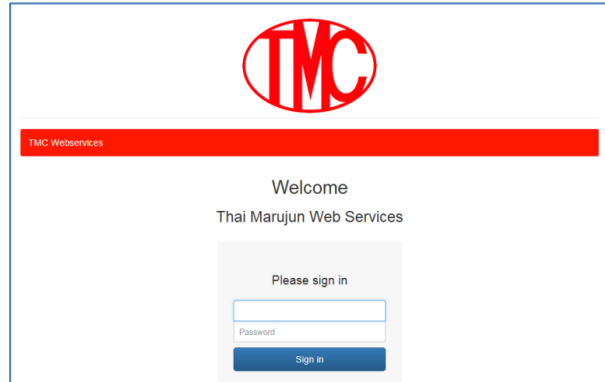 TMC
TMC Webservices
Welcome
Thai Marujun Web Services
Please sign in
Password
Sign in